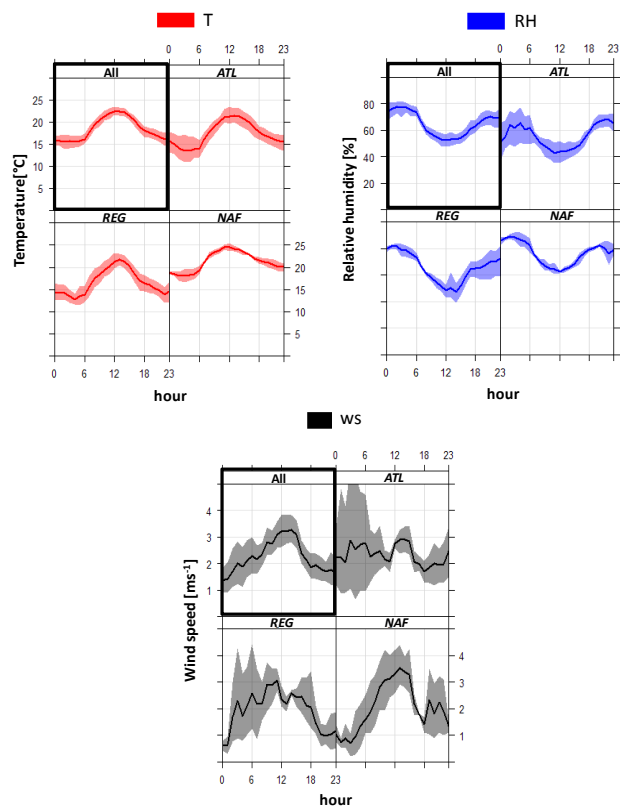 T
RH
0 6 12 18 23
0 6 12 18 23
All ATL
All ATL
25
20
15
10
5
80
60
40
20
Temperature[°C]
Relative humidity [%]
REG NAF
REG NAF
25
20
15
10
5
0 6 12 18 23
0 6 12 18 23
hour
hour
ws
0 6 12 18 23
All ATL
4
3
2
1
Wind speed [ms-1]
REG NAF
4
3
2
1
0 6 12 18 23
hour